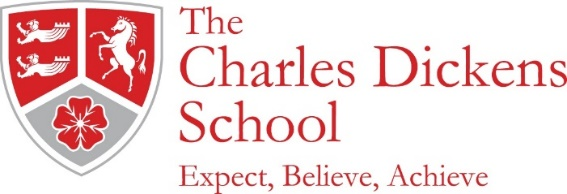 The
Charles Dickens
School
Expect, Believe, Achieve